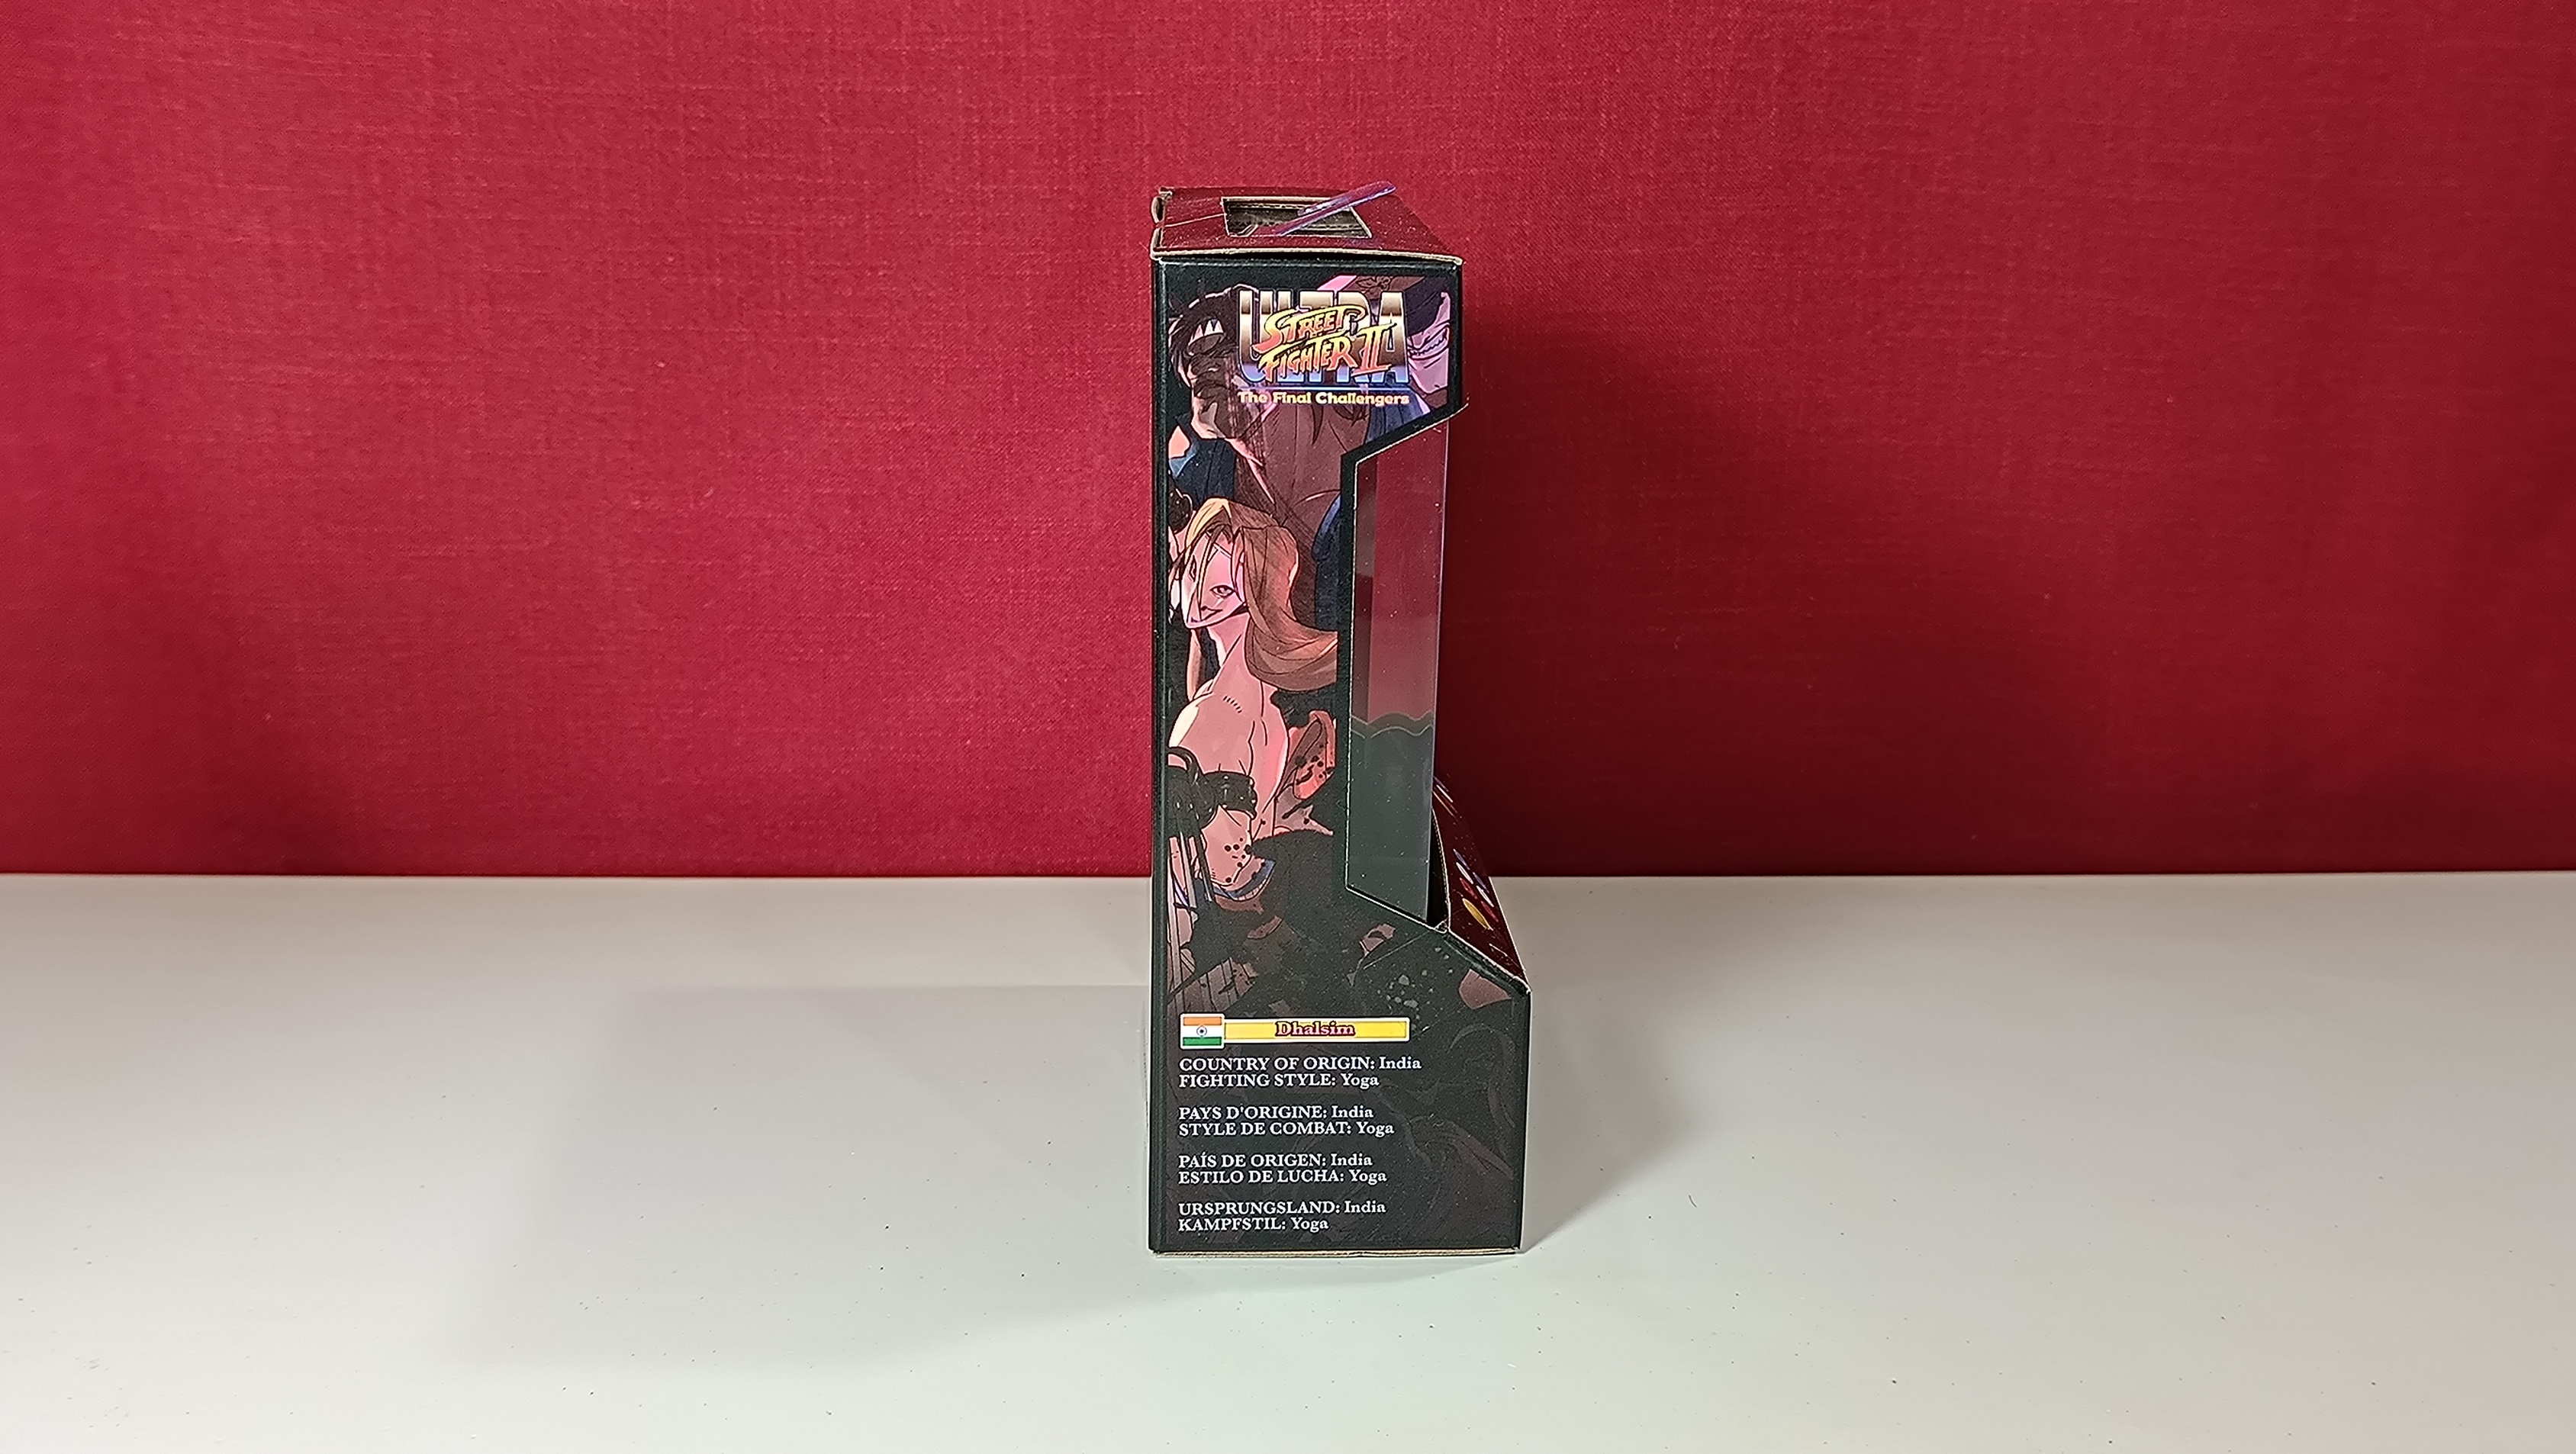 ULTRA
STREET
FIGHTER II
The Final Challengers
Dhalsim
COUNTRY OF ORIGIN: India
FIGHTING STYLE: Yoga
PAYS D'ORIGINE: India
STYLE DE COMBAT: Yoga
PAÍS DE ORIGEN: India
ESTILO DE LUCHA: Yoga
URSPRUNGSLAND: India
KAMPFSTIL: Yoga